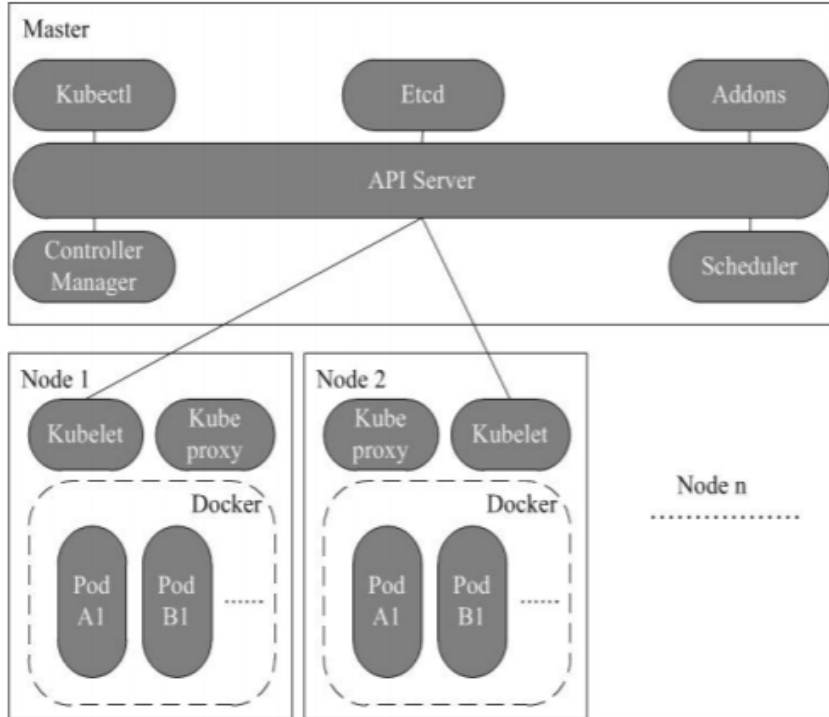 Master
Kubectl
Etcd
Addons
API Server
Controller
Manager
Scheduler
Node 1
Kubelet
Kube
proxy
Docker
Pod
A1
Pod
B1
Node 2
Kube
proxy
Kubelet
Docker
Pod
A1
Pod
B1
Node n